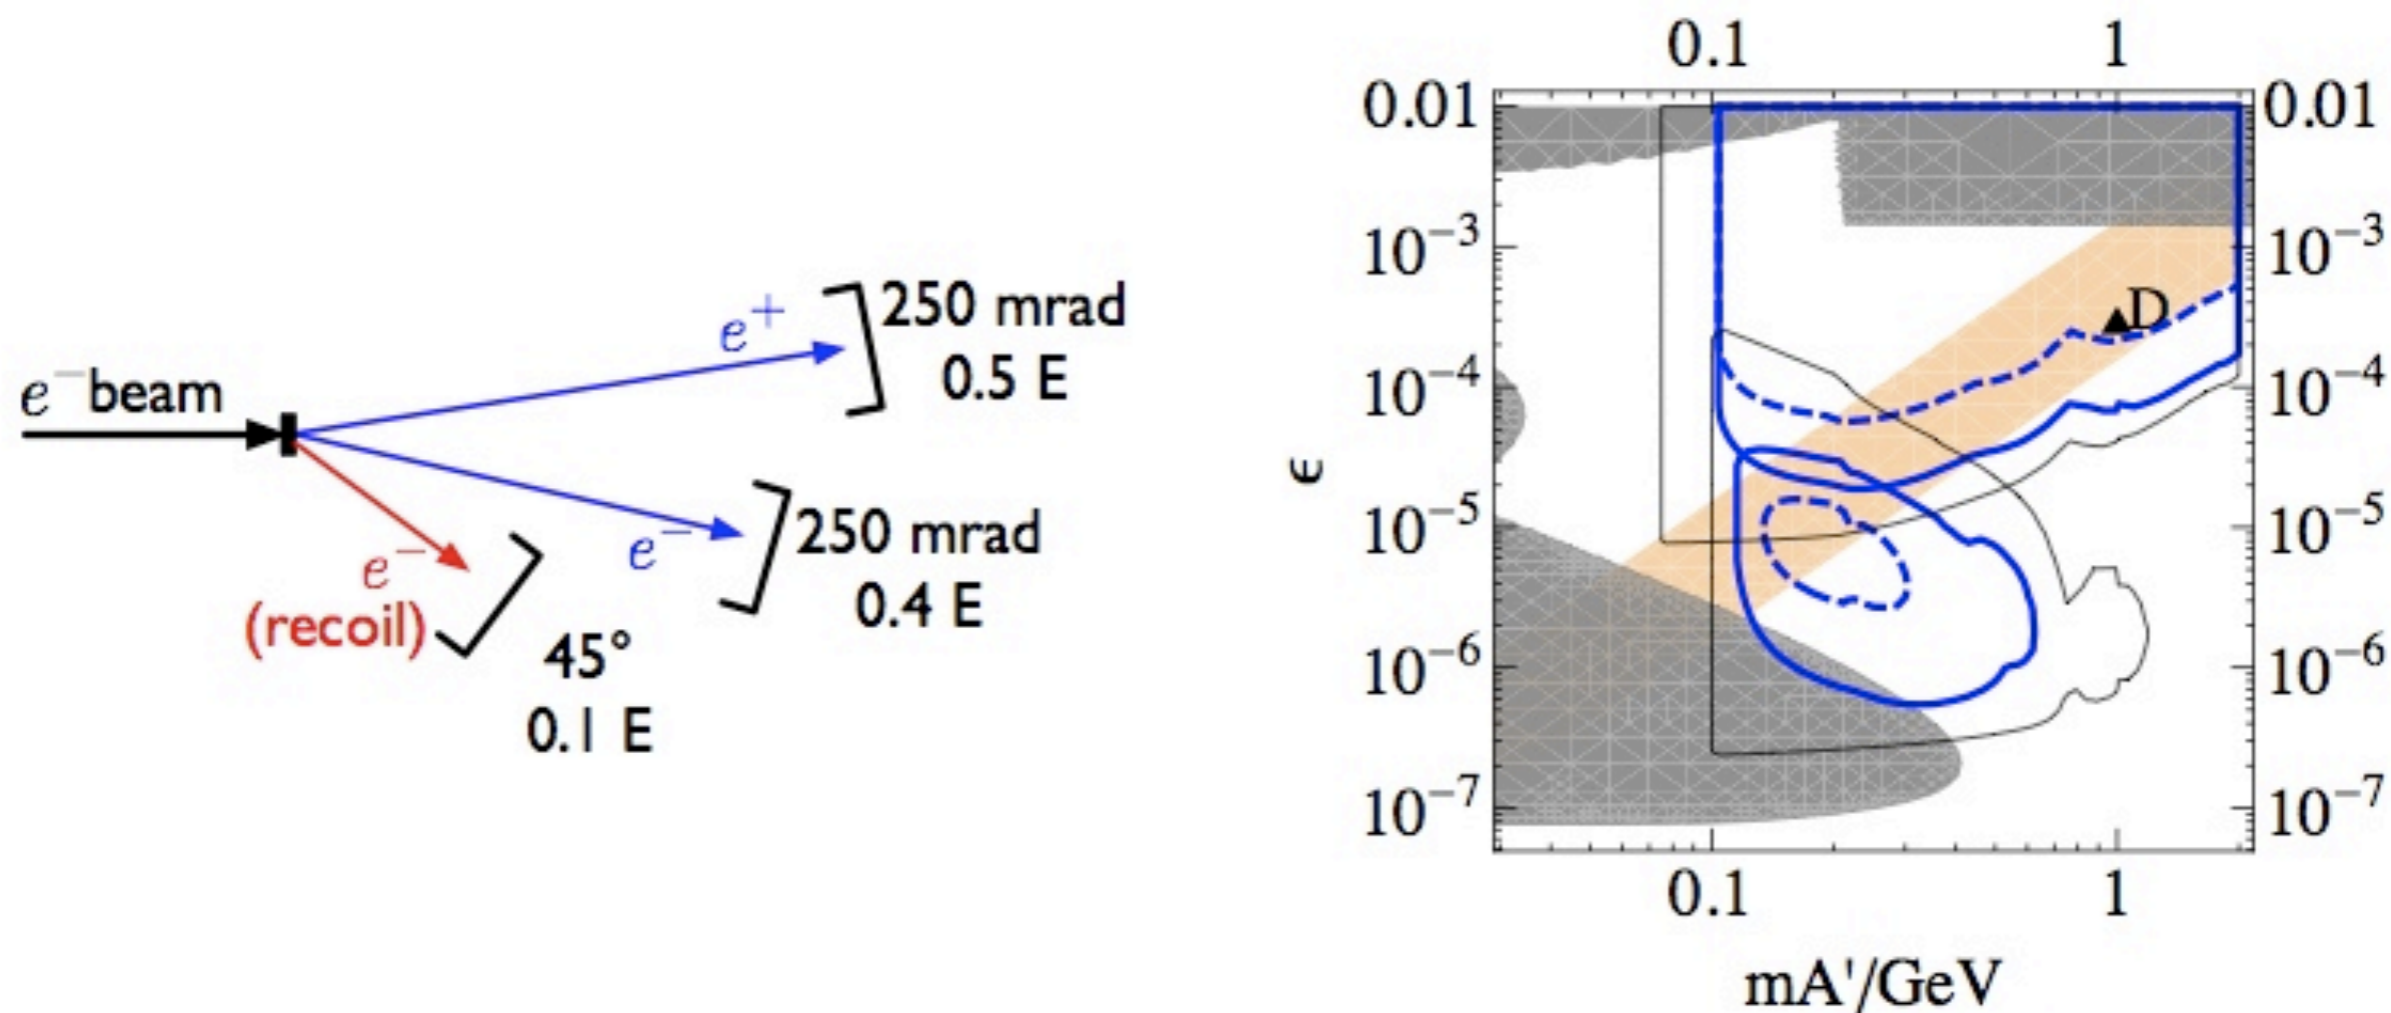 e⁻ beam
e⁺
250 mrad
0.5 E
e⁻
250 mrad
0.4 E
e⁻
(recoil)
45°
0.1 E
0.1 1
0.01 0.01
10⁻³ 10⁻³
D
10⁻⁴ 10⁻⁴
ϵ
10⁻⁵ 10⁻⁵
10⁻⁶ 10⁻⁶
10⁻⁷ 10⁻⁷
0.1 1
mA'/GeV